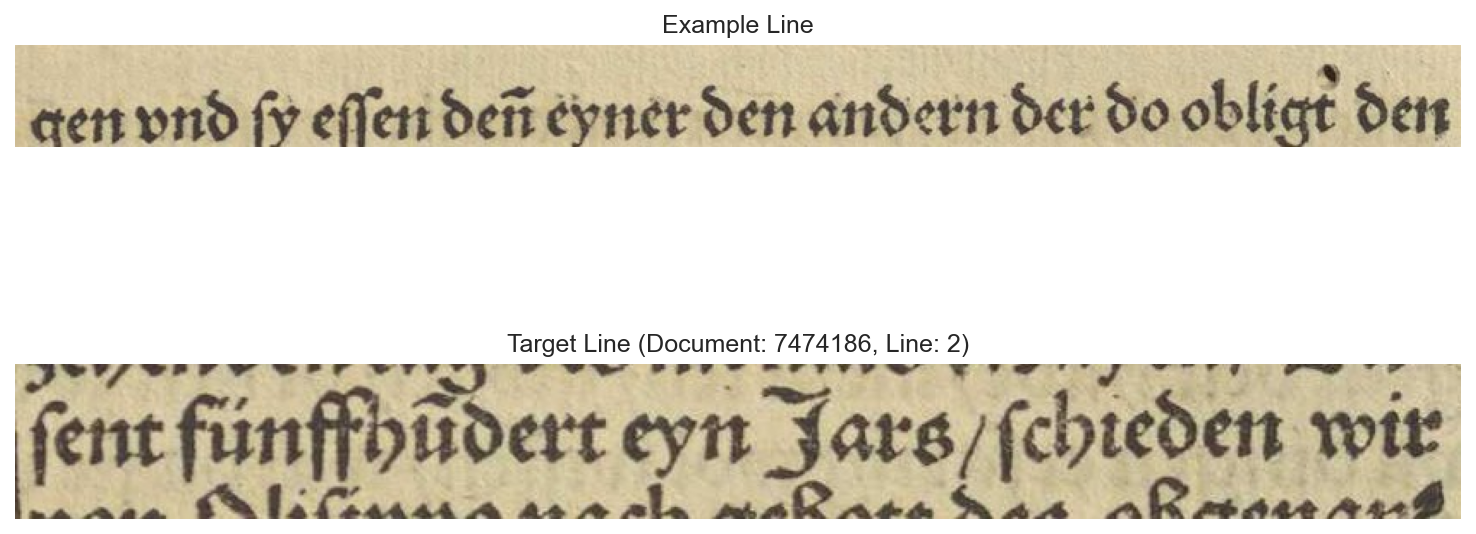 Example Line
gen vnd ſy eſſen deñ eyner den andern der do obligt den
Target Line (Document: 7474186, Line: 2)
ſent fünffhũdert eyn Jars / ſchieden wir